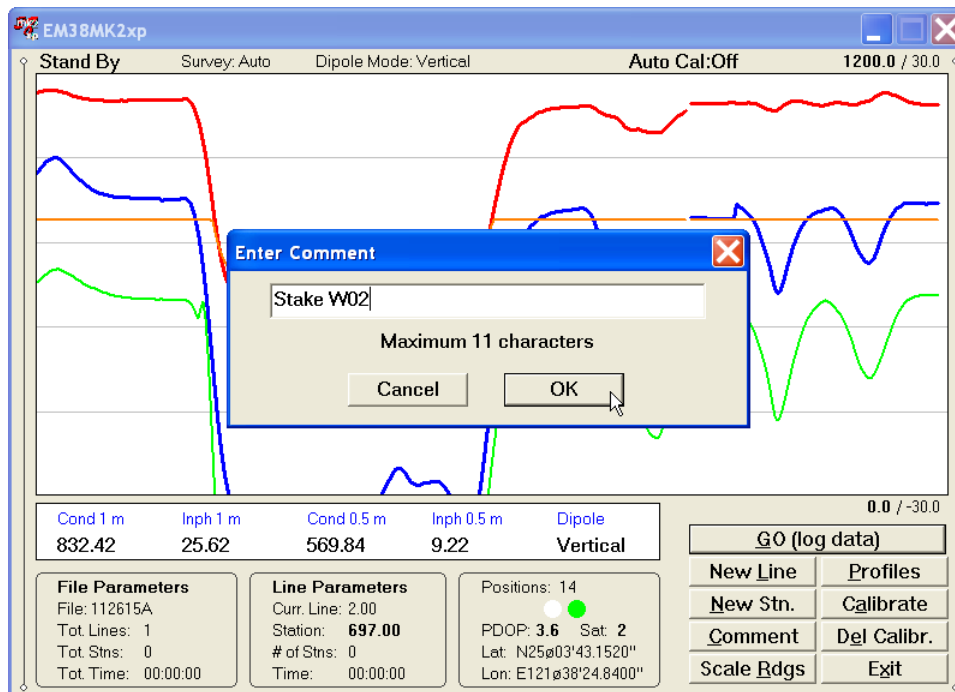 EM38MK2xp
Stand By Survey: Auto Dipole Mode: Vertical Auto Cal:Off 1200.0 / 30.0
Enter Comment
Stake W02
Maximum 11 characters
Cancel OK
0.0 / -30.0
Cond 1 m Inph 1 m Cond 0.5 m Inph 0.5 m Dipole
832.42 25.62 569.84 9.22 Vertical
GO (log data)
New Line Profiles
New Stn. Calibrate
Comment Del Calibr.
Scale Rdgs Exit
File Parameters
File: 112615A
Tot. Lines: 1
Tot. Stns: 0
Tot. Time: 00:00:00
Line Parameters
Curr. Line: 2.00
Station: 697.00
# of Stns: 0
Time: 00:00:00
Positions: 14
PDOP: 3.6 Sat: 2
Lat: N25ø03'43.1520"
Lon: E121ø38'24.8400"